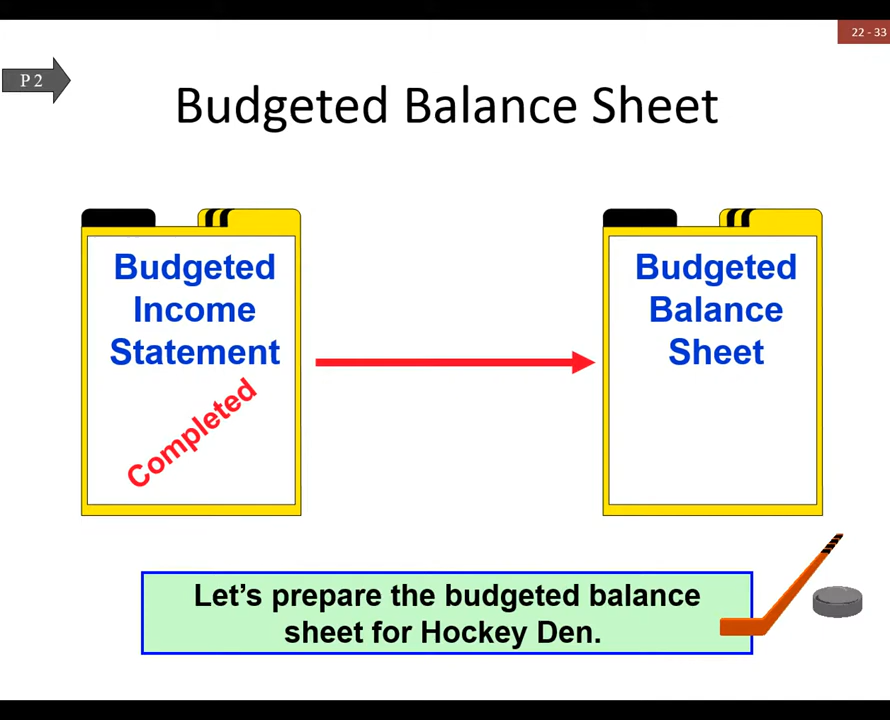 22 - 33
P 2
Budgeted Balance Sheet
Budgeted
Income
Statement
Completed
Budgeted
Balance
Sheet
Let's prepare the budgeted balance
sheet for Hockey Den.